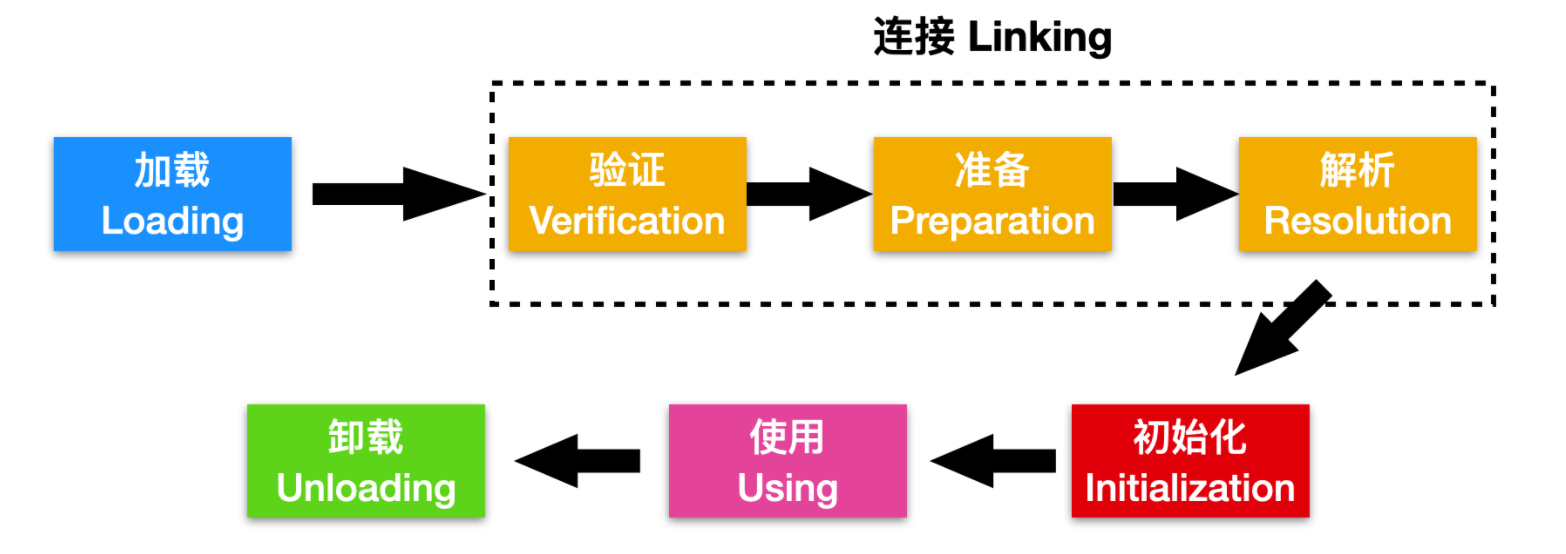 连接 Linking
加载
Loading
验证
Verification
准备
Preparation
解析
Resolution
初始化
Initialization
使用
Using
卸载
Unloading